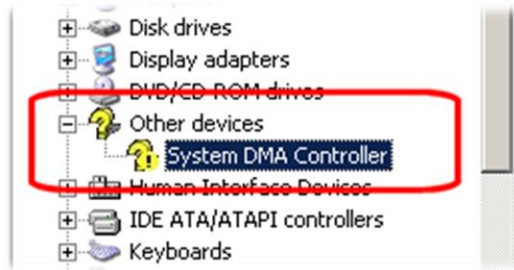 Disk drives
Display adapters
DVD/CD-ROM drives
Other devices
System DMA Controller
Human Interface Devices
IDE ATA/ATAPI controllers
Keyboards